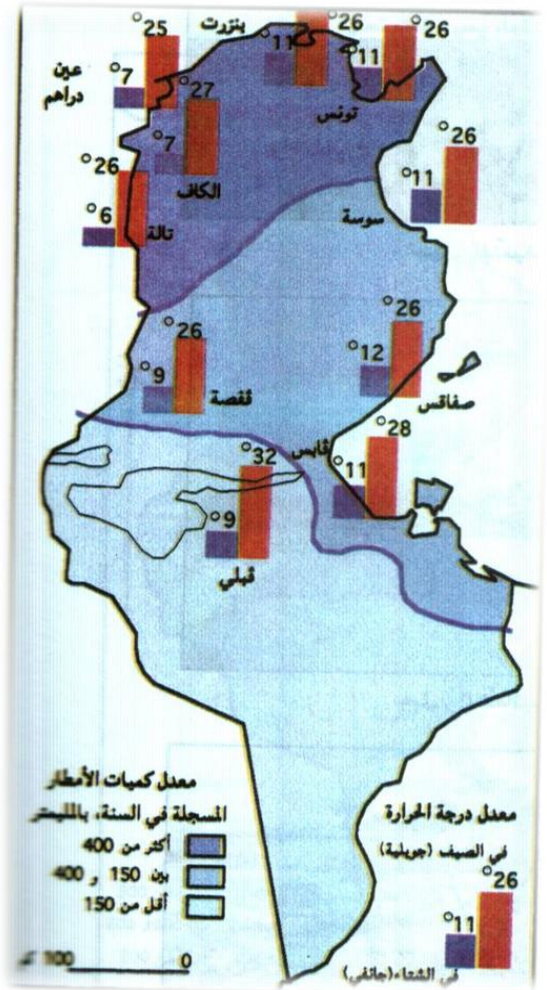 بنزرت
°11
°26
°11
°26
تونس
عين
دراهم
°7
°25
°7
°27
الكاف
°6
°26
تالة
°11
°26
سوسة
°9
°26
ڤفصة
°12
°26
صفاقس
ڤابس
°11
°28
°9
°32
ڤبلي
معدل كميات الأمطار
المسجلة في السنة، بالمليمتر
أكثر من 400
بين 150 و 400
أقل من 150
100
0
معدل درجة الحرارة
في الصيف (جويلية)
°26
°11
في الشتاء (جانفي)